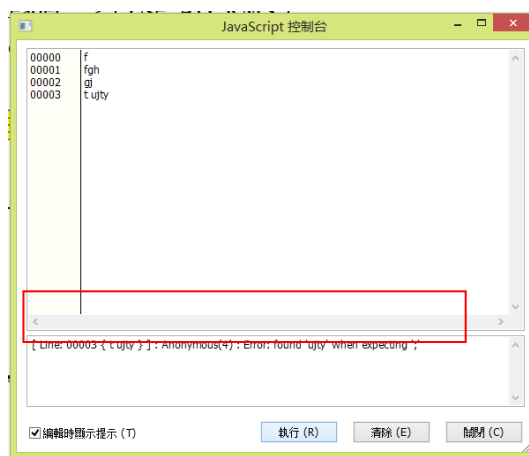 JavaScript 控制台
00000 f
00001 fgh
00002 gj
00003 t ujty
[ Line: 00003 { t ujty } ] : Anonymous(4) : Error: found 'ujty' when expecting ';'
編輯時顯示提示 (T)
執行 (R)
清除 (E)
關閉 (C)